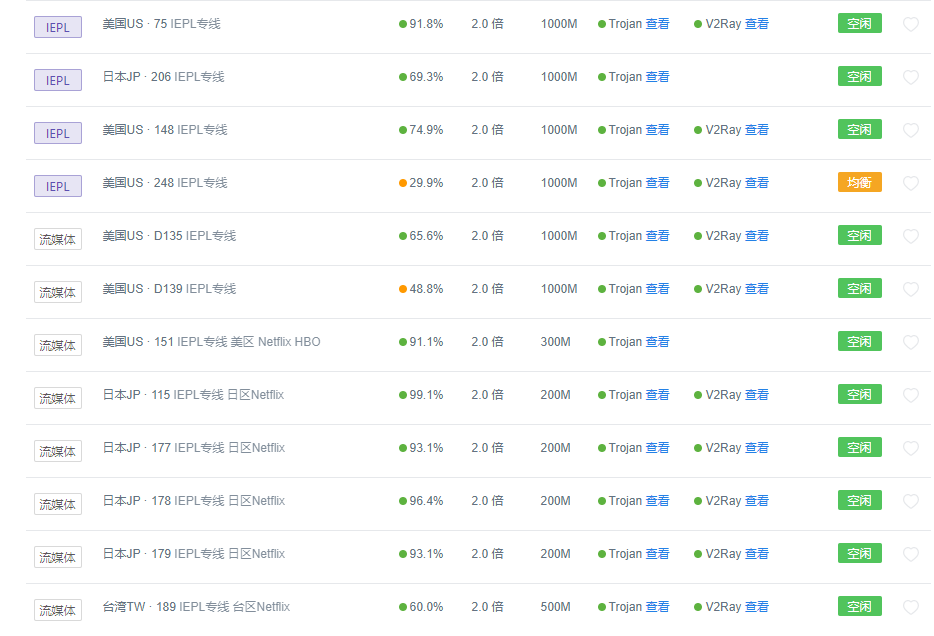 IEPL 美国US · 75 IEPL专线 91.8% 2.0 倍 1000M Trojan 查看 V2Ray 查看 空闲
IEPL 日本JP · 206 IEPL专线 69.3% 2.0 倍 1000M Trojan 查看 空闲
IEPL 美国US · 148 IEPL专线 74.9% 2.0 倍 1000M Trojan 查看 V2Ray 查看 空闲
IEPL 美国US · 248 IEPL专线 29.9% 2.0 倍 1000M Trojan 查看 V2Ray 查看 均衡
流媒体 美国US · D135 IEPL专线 65.6% 2.0 倍 1000M Trojan 查看 V2Ray 查看 空闲
流媒体 美国US · D139 IEPL专线 48.8% 2.0 倍 1000M Trojan 查看 V2Ray 查看 空闲
流媒体 美国US · 151 IEPL专线 美区 Netflix HBO 91.1% 2.0 倍 300M Trojan 查看 空闲
流媒体 日本JP · 115 IEPL专线 日区Netflix 99.1% 2.0 倍 200M Trojan 查看 V2Ray 查看 空闲
流媒体 日本JP · 177 IEPL专线 日区Netflix 93.1% 2.0 倍 200M Trojan 查看 V2Ray 查看 空闲
流媒体 日本JP · 178 IEPL专线 日区Netflix 96.4% 2.0 倍 200M Trojan 查看 V2Ray 查看 空闲
流媒体 日本JP · 179 IEPL专线 日区Netflix 93.1% 2.0 倍 200M Trojan 查看 V2Ray 查看 空闲
流媒体 台湾TW · 189 IEPL专线 台区Netflix 60.0% 2.0 倍 500M Trojan 查看 V2Ray 查看 空闲